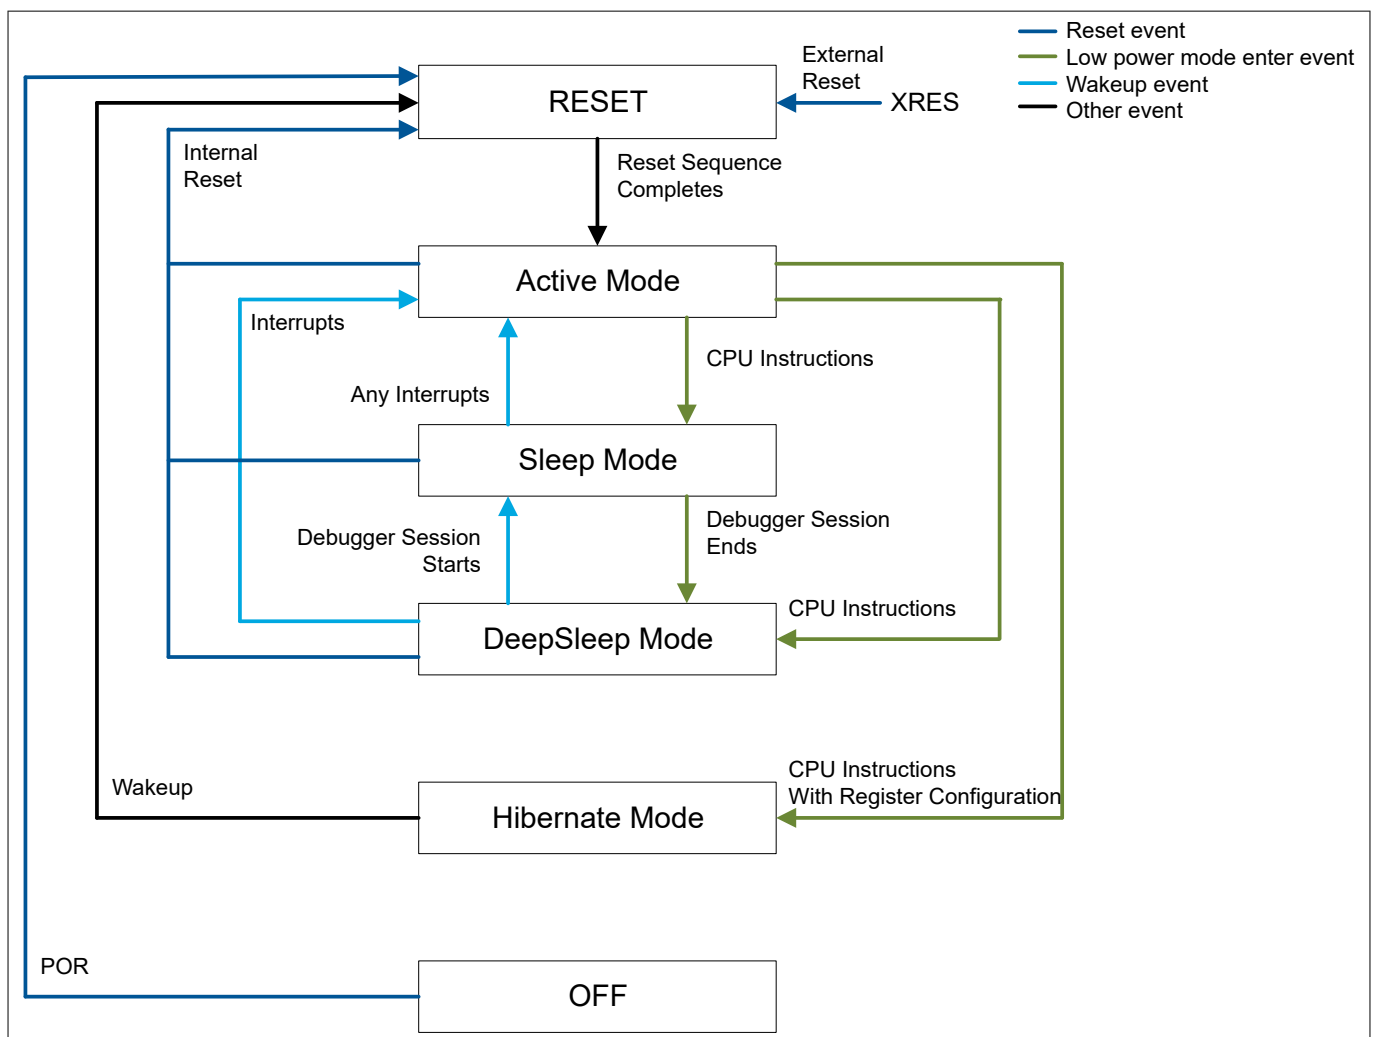 Reset event
Low power mode enter event
Wakeup event
Other event
External
Reset
RESET
XRES
Internal
Reset
Reset Sequence
Completes
Active Mode
Interrupts
CPU Instructions
Any Interrupts
Sleep Mode
Debugger Session
Starts
Debugger Session
Ends
CPU Instructions
DeepSleep Mode
Wakeup
CPU Instructions
With Register Configuration
Hibernate Mode
POR
OFF